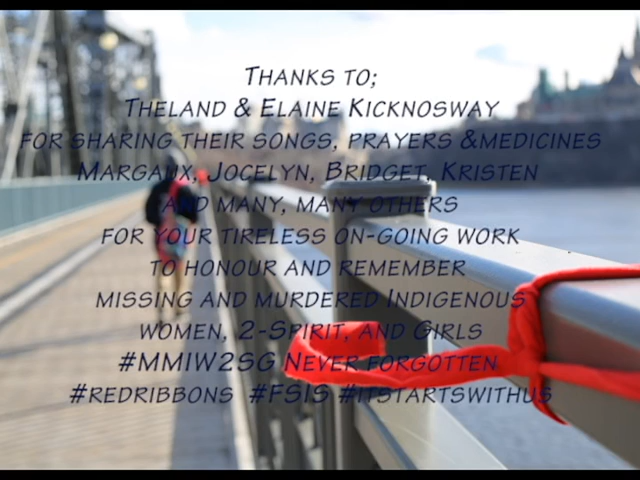 Thanks to;
Theland & Elaine Kicknosway
for sharing their songs, prayers &medicines
Margaux, Jocelyn, Bridget, Kristen
and many, many others
for your tireless on-going work
to honour and remember
missing and murdered Indigenous
women, 2-Spirit, and Girls
#MMIW2SG Never forgotten
#redribbons #FSIS #itstartswithus